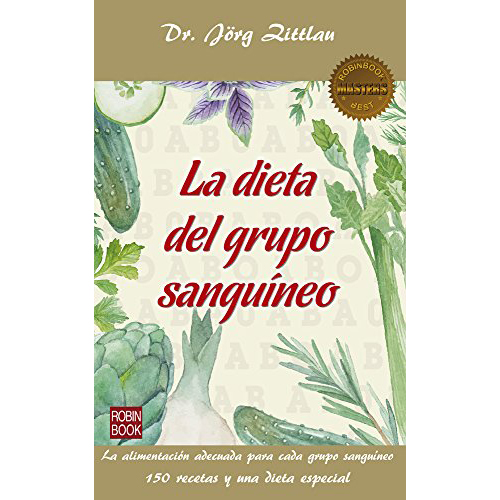 Dr. Jörg Zittlau
ROBINBOOK
MASTERS
BEST
La dieta
del grupo
sanguíneo
ROBIN
BOOK
La alimentación adecuada para cada grupo sanguíneo
150 recetas y una dieta especial